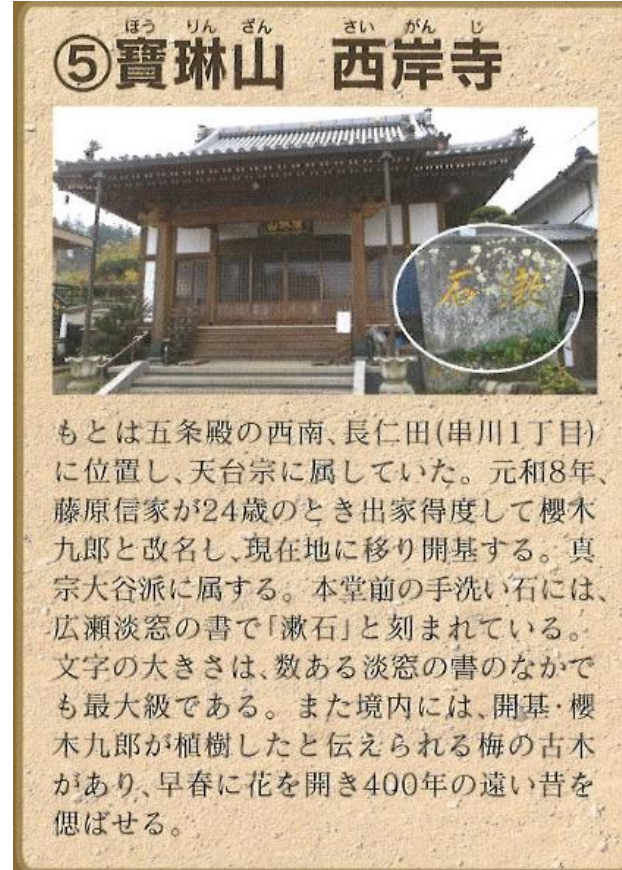 ほうりんざん さいがんじ
⑤寶琳山 西岸寺
石漱
もとは五条殿の西南、長仁田(串川1丁目)
に位置し、天台宗に属していた。元和8年、
藤原信家が24歳のとき出家得度して櫻木
九郎と改名し、現在地に移り開基する。真
宗大谷派に属する。本堂前の手洗い石には、
広瀬淡窓の書で「漱石」と刻まれている。
文字の大きさは、数ある淡窓の書のなかで
も最大級である。また境内には、開基・櫻
木九郎が植樹したと伝えられる梅の古木
があり、早春に花を開き400年の遠い昔を
偲ばせる。